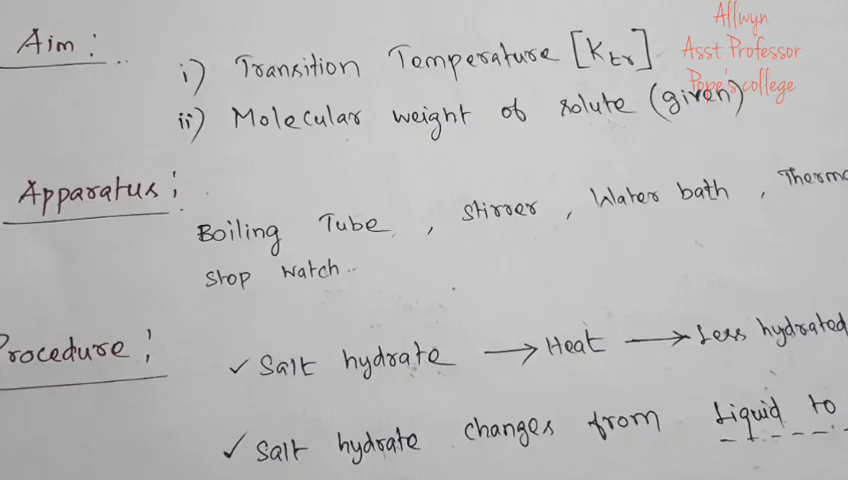 Allwyn
Asst Professor
Pope's college
Aim :
i) Transition Temperature [Ktr]
ii) Molecular weight of solute (given)
Apparatus :
Boiling Tube , Stirrer , Water bath , Thermo
Stop watch
Procedure :
✓ Salt hydrate → Heat → Less hydrated
✓ Salt hydrate changes from liquid to